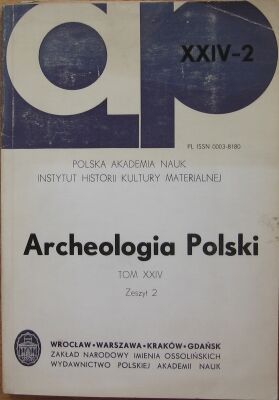 ap
XXIV-2
PL ISSN 0003-8180
POLSKA AKADEMIA NAUK
INSTYTUT HISTORII KULTURY MATERIALNEJ
Archeologia Polski
TOM XXIV
Zeszyt 2
WROCŁAW • WARSZAWA • KRAKÓW • GDAŃSK
ZAKŁAD NARODOWY IMIENIA OSSOLIŃSKICH
WYDAWNICTWO POLSKIEJ AKADEMII NAUK